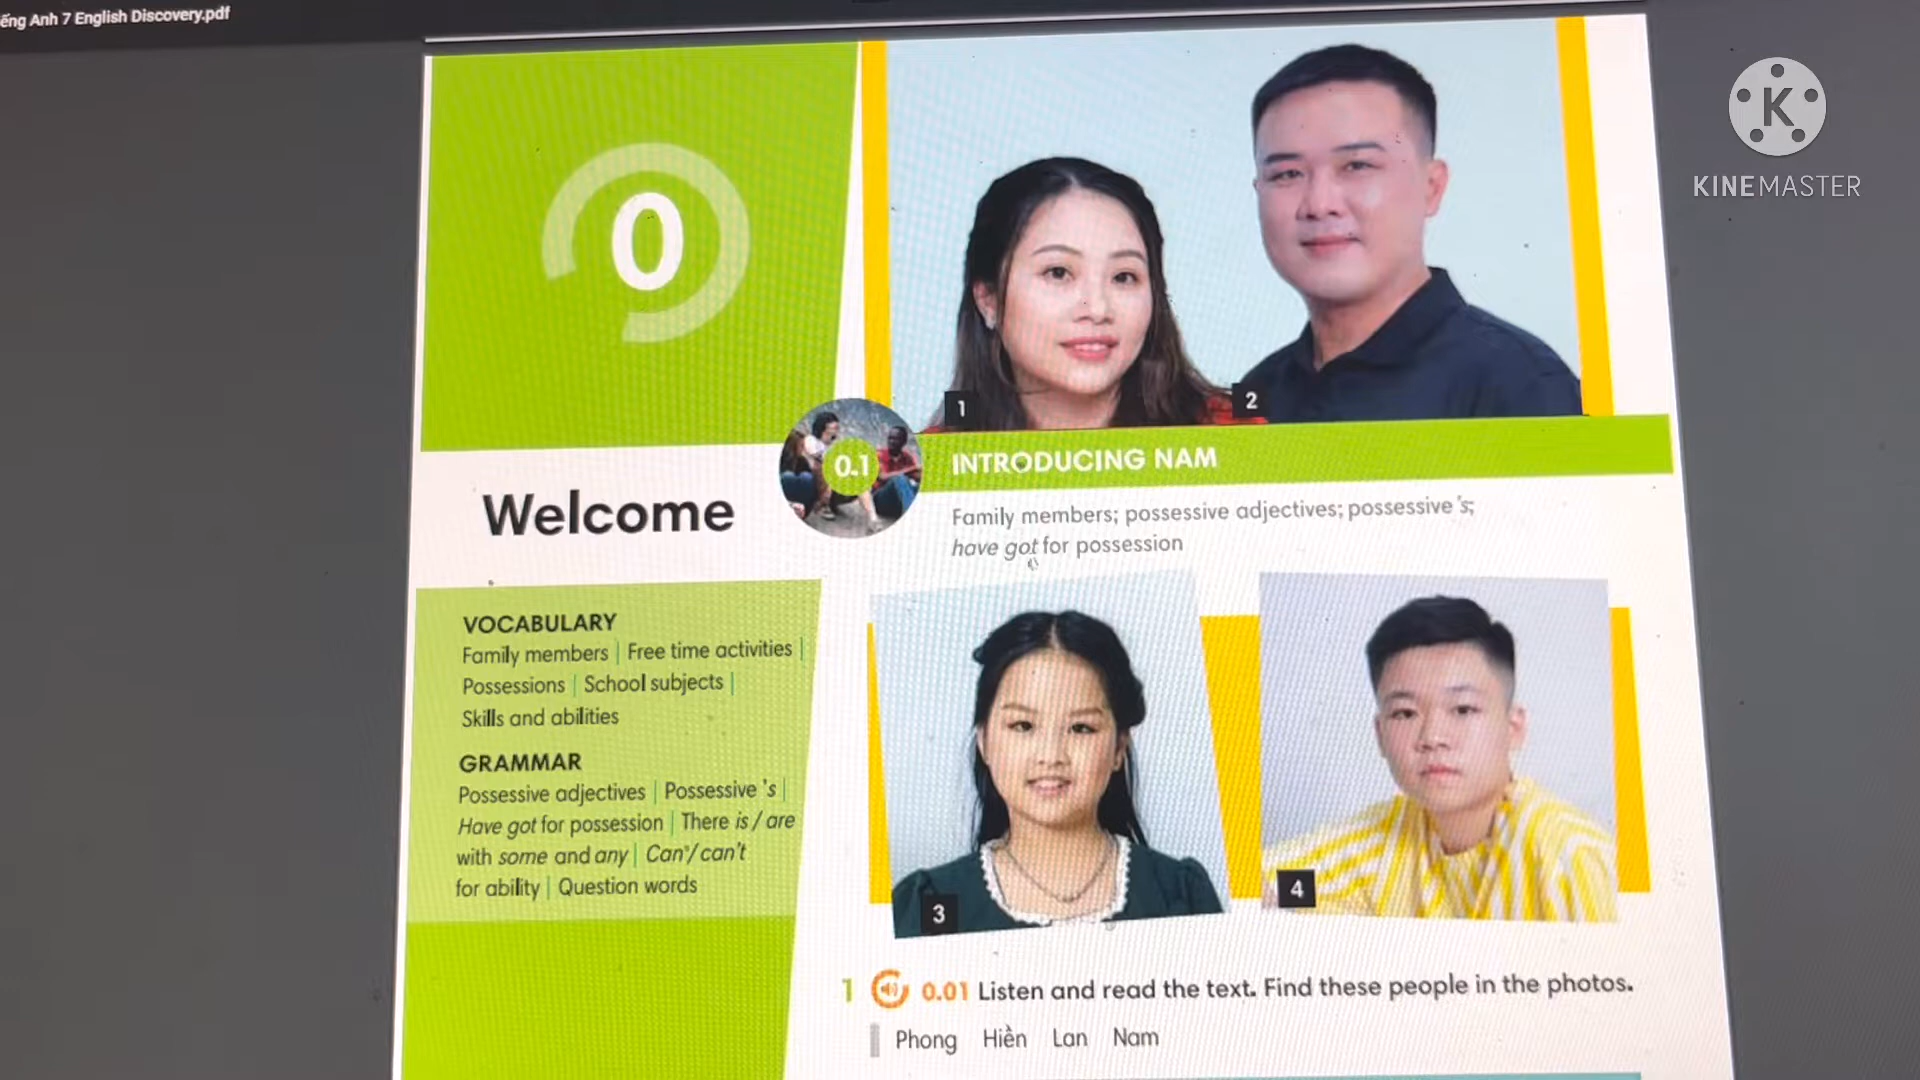 ếng Anh 7 English Discovery.pdf
KINEMASTER
0
1
2
0.1
INTRODUCING NAM
Welcome
Family members; possessive adjectives; possessive 's;
have got for possession
VOCABULARY
Family members | Free time activities |
Possessions | School subjects |
Skills and abilities
GRAMMAR
Possessive adjectives | Possessive 's |
Have got for possession | There is / are
with some and any | Can / can't
for ability | Question words
3
4
1 0.01 Listen and read the text. Find these people in the photos.
Phong Hiền Lan Nam